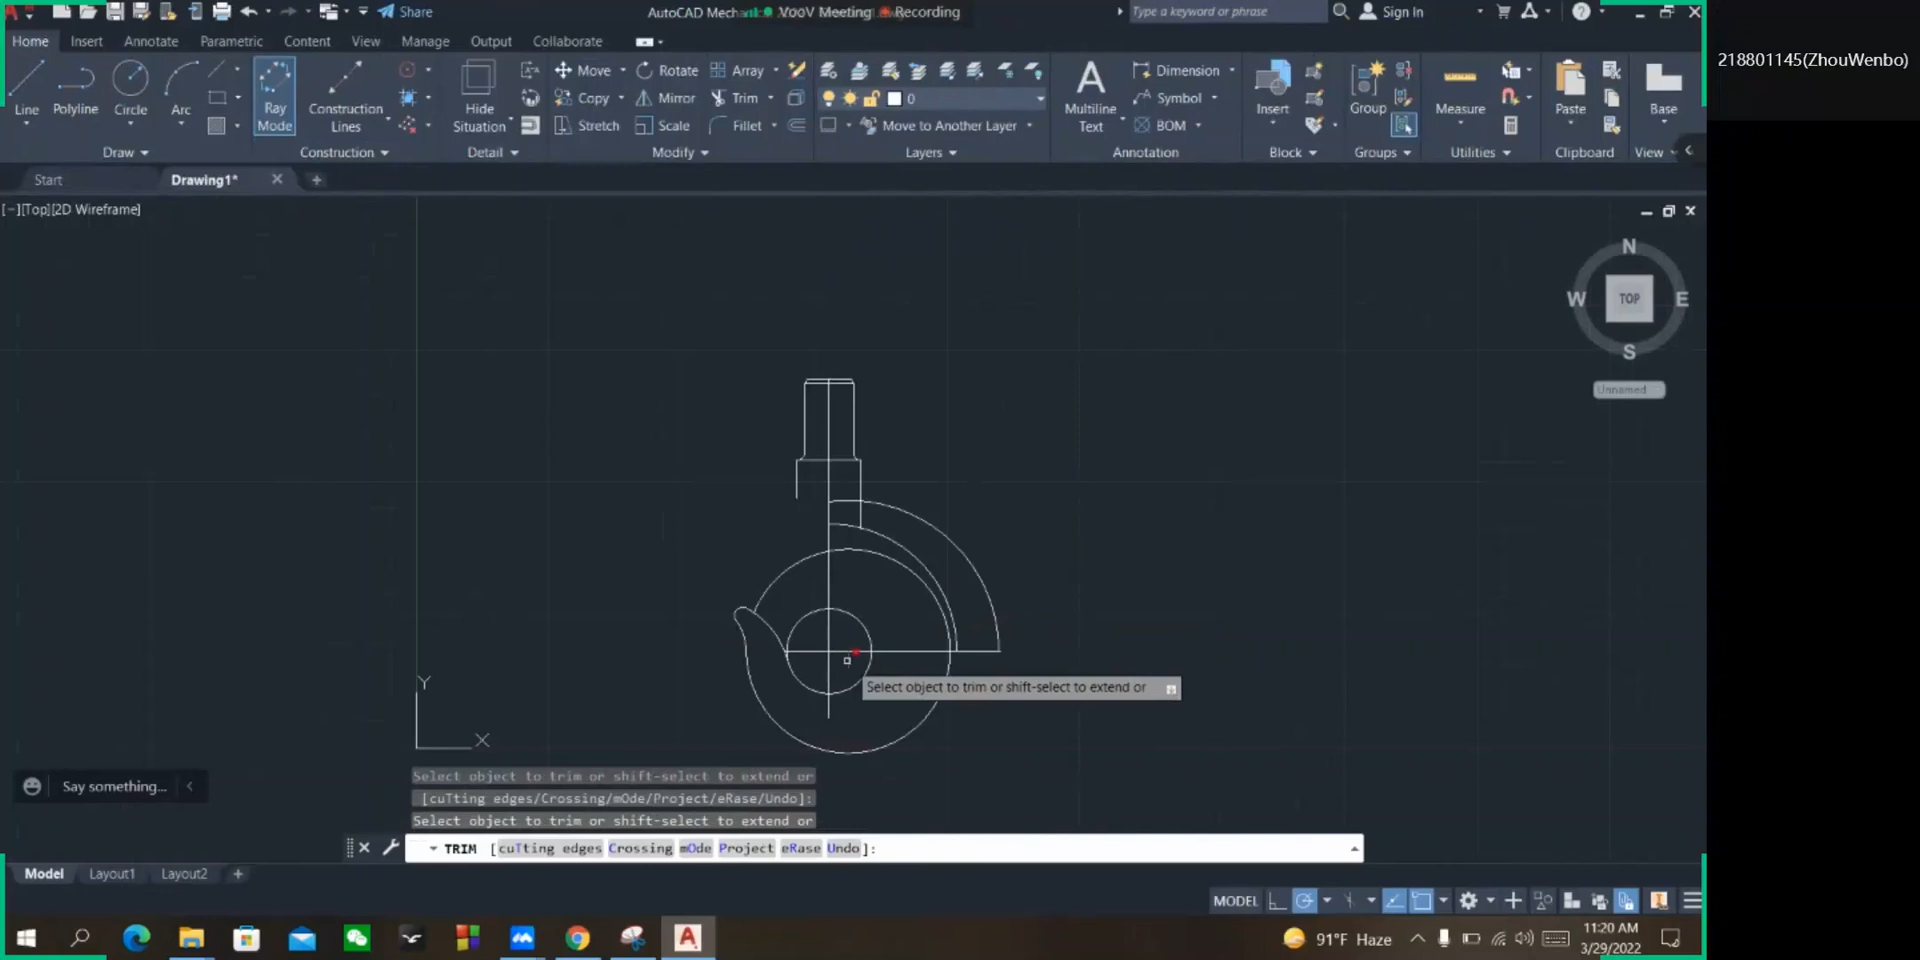 Share
AutoCAD Mechani VooV Meeting Recording
Type a keyword or phrase
Sign In
218801145(ZhouWenbo)
Home Insert Annotate Parametric Content View Manage Output Collaborate
Line Polyline Circle Arc
Ray Mode
Construction Lines
Hide Situation
Move Rotate Array
Copy Mirror Trim
Stretch Scale Fillet
0
Move to Another Layer
Multiline Text
Dimension
Symbol
BOM
Insert
Group
Measure
Paste
Base
Draw Construction Detail Modify Layers Annotation Block Groups Utilities Clipboard View
Start Drawing1*
[−][Top][2D Wireframe]
N
W TOP E
S
Unnamed
Y
X
Select object to trim or shift-select to extend or
Say something...
Select object to trim or shift-select to extend or
[cuTting edges/Crossing/mOde/Project/eRase/Undo]:
Select object to trim or shift-select to extend or
TRIM [cuTting edges Crossing mOde Project eRase Undo]:
Model Layout1 Layout2
MODEL
91°F Haze
11:20 AM
3/29/2022